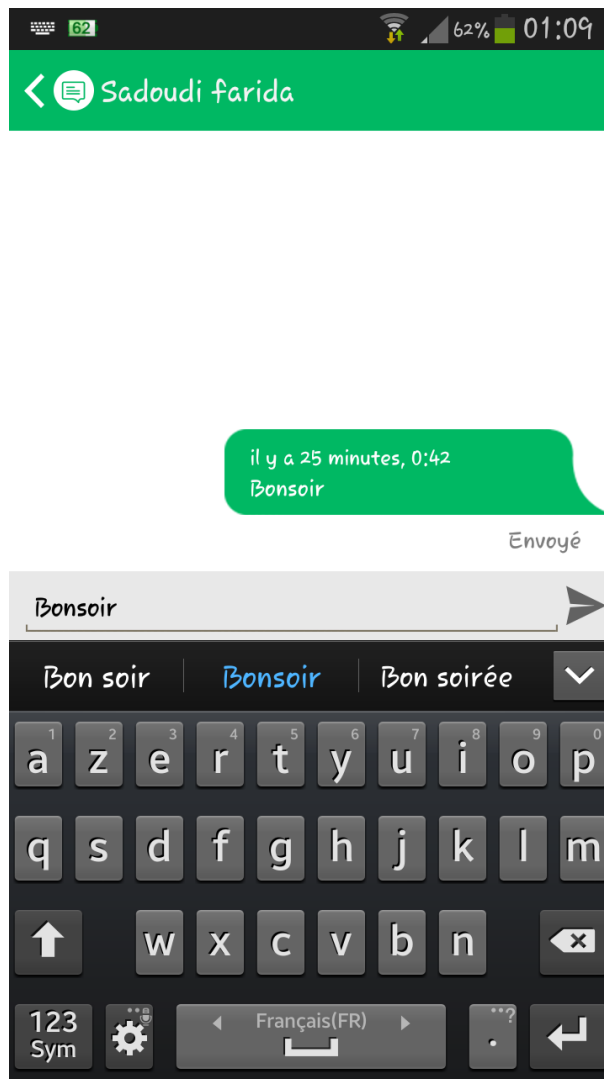 62 62% 01:09
Sadoudi farida
il y a 25 minutes, 0:42
Bonsoir
Envoyé
Bonsoir
Bon soir Bonsoir Bon soirée
1 2 3 4 5 6 7 8 9 0
a z e r t y u i o p
q s d f g h j k l m
w x c v b n
123 Français(FR) ...?
Sym .